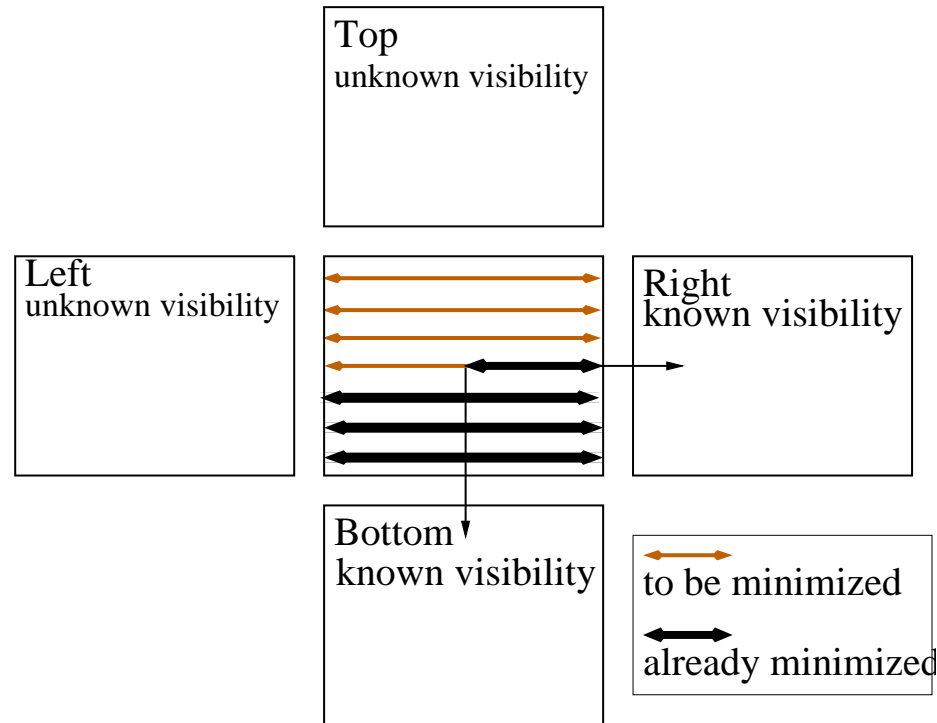 Top
unknown visibility
Left
unknown visibility
Right
known visibility
Bottom
known visibility
to be minimized
already minimized